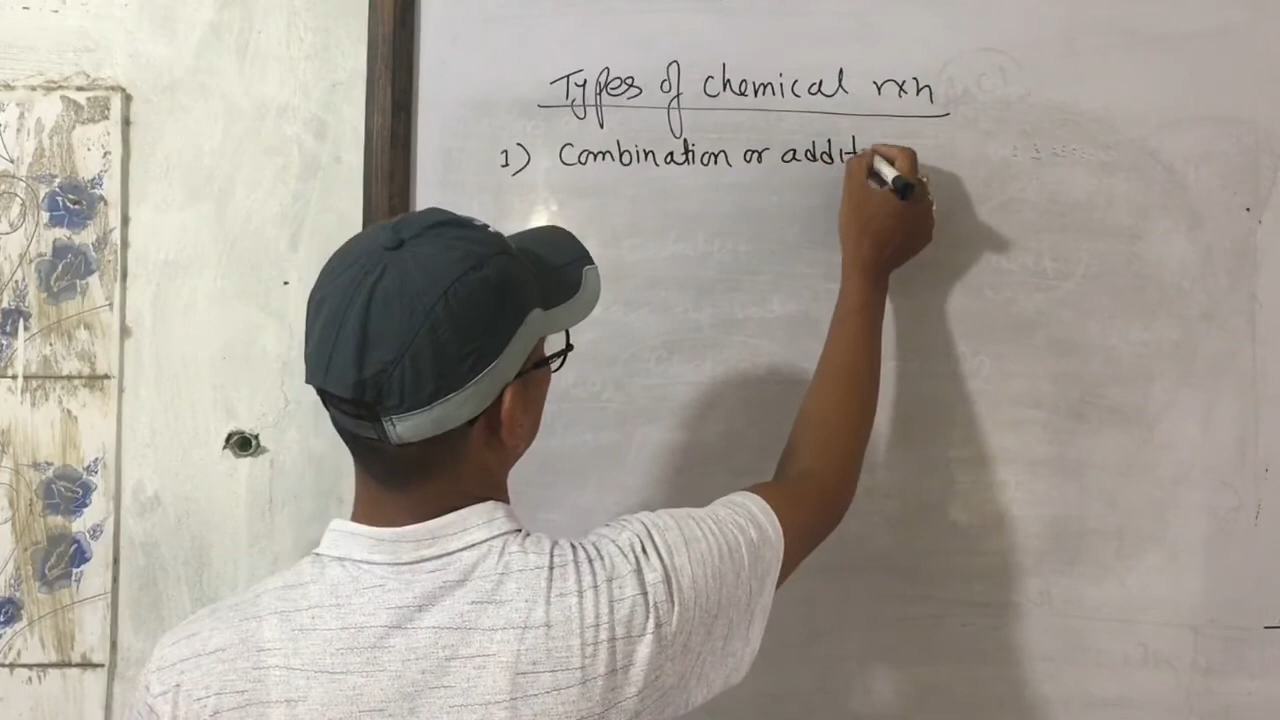 Types of chemical rxn
1) Combination or addit